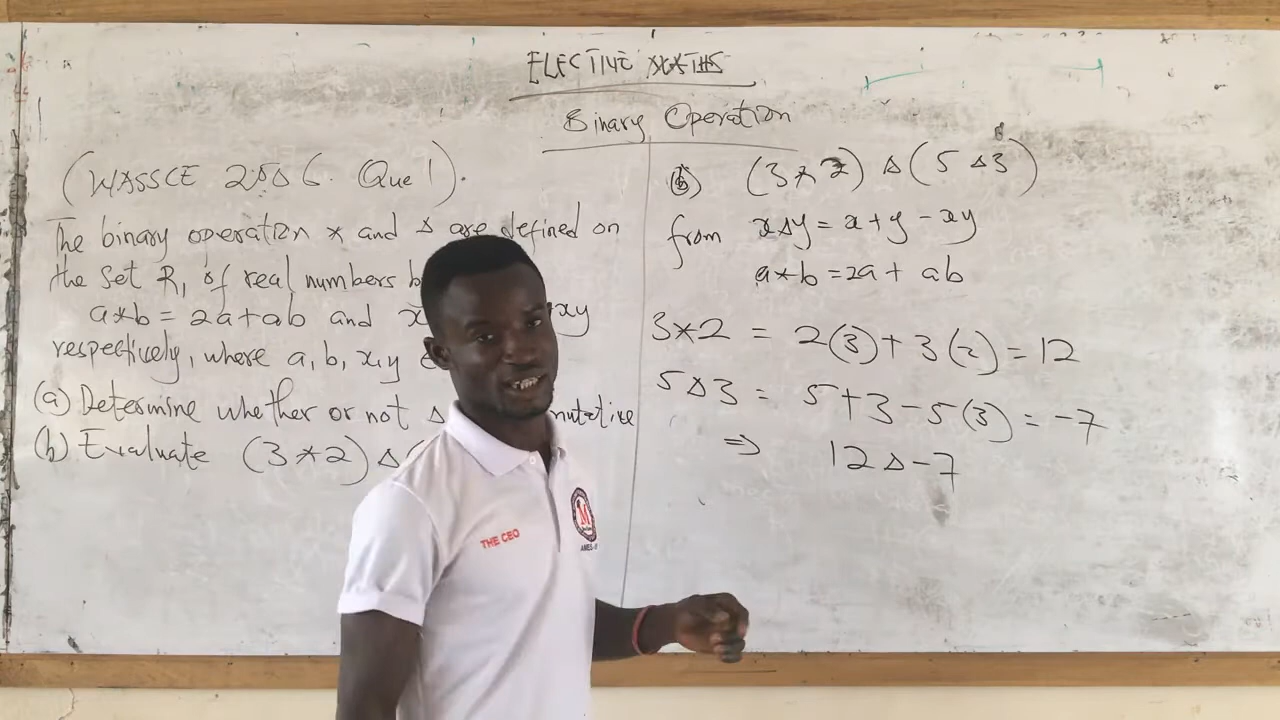 ELECTIVE MATHS
Binary Operation
(WASSCE 2006. Que 1).
The binary operation * and Δ are defined on
the set R, of real numbers b
a*b = 2a+ab and x xy
respectively, where a, b, x, y ∈
(a) Determine whether or not Δ mutative
(b) Evaluate (3*2)Δ(
(b) (3*2) Δ (5 Δ 3)
from xΔy = x+y-xy
a*b = 2a + ab
3*2 = 2(3)+3(2) = 12
5Δ3 = 5+3-5(3) = -7
⇒ 12Δ-7
THE CEO
M